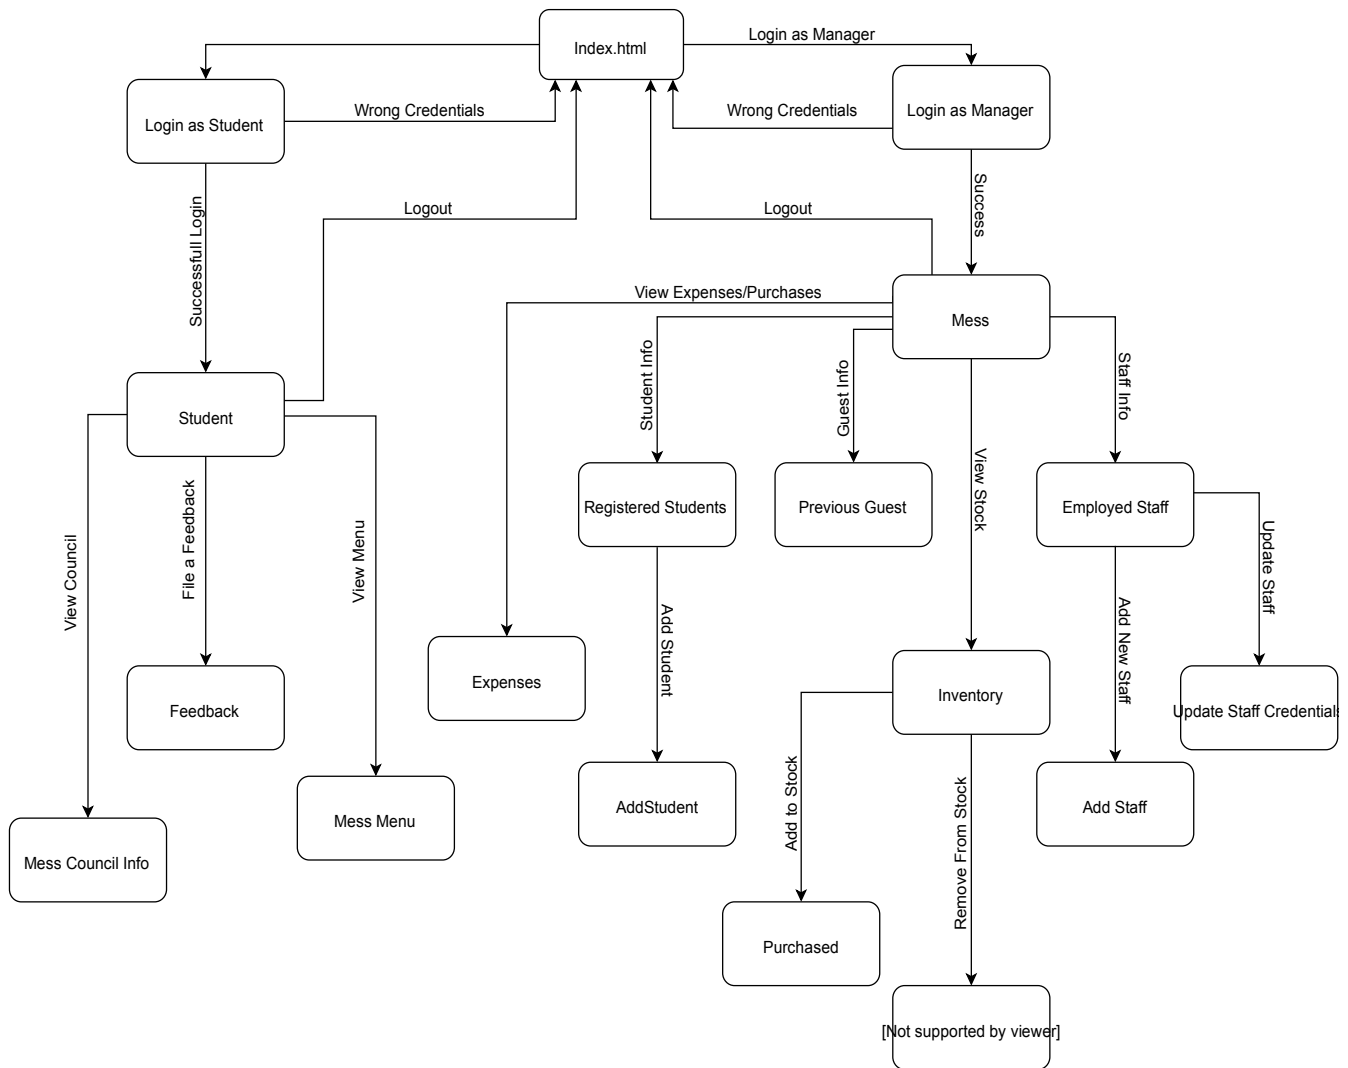 Index.html
Login as Manager
Login as Student
Wrong Credentials
Wrong Credentials
Login as Manager
Successfull Login
Logout
Logout
Success
View Expenses/Purchases
Mess
Student Info
Guest Info
Staff Info
Student
View Council
File a Feedback
View Menu
Registered Students
Previous Guest
View Stock
Employed Staff
Update Staff
Add Student
Add New Staff
Feedback
Expenses
Inventory
Update Staff Credentials
Mess Menu
AddStudent
Add to Stock
Remove From Stock
Add Staff
Mess Council Info
Purchased
[Not supported by viewer]